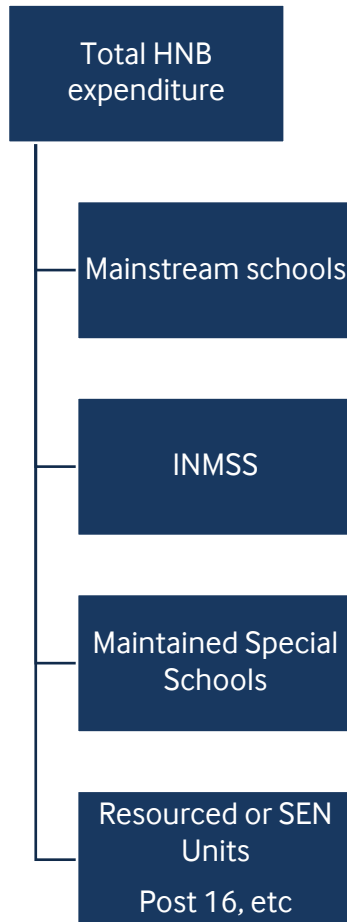 Total HNB
expenditure
Mainstream schools
INMSS
Maintained Special
Schools
Resourced or SEN
Units
Post 16, etc